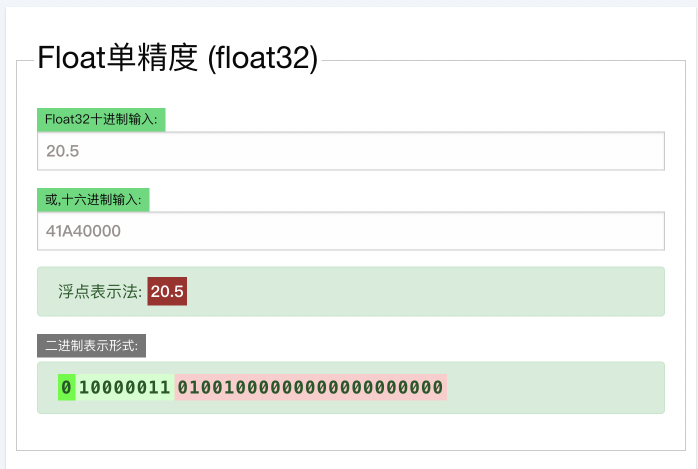 Float单精度 (float32)
Float32十进制输入:
20.5
或,十六进制输入:
41A40000
浮点表示法: 20.5
二进制表示形式:
0 10000011 01001000000000000000000